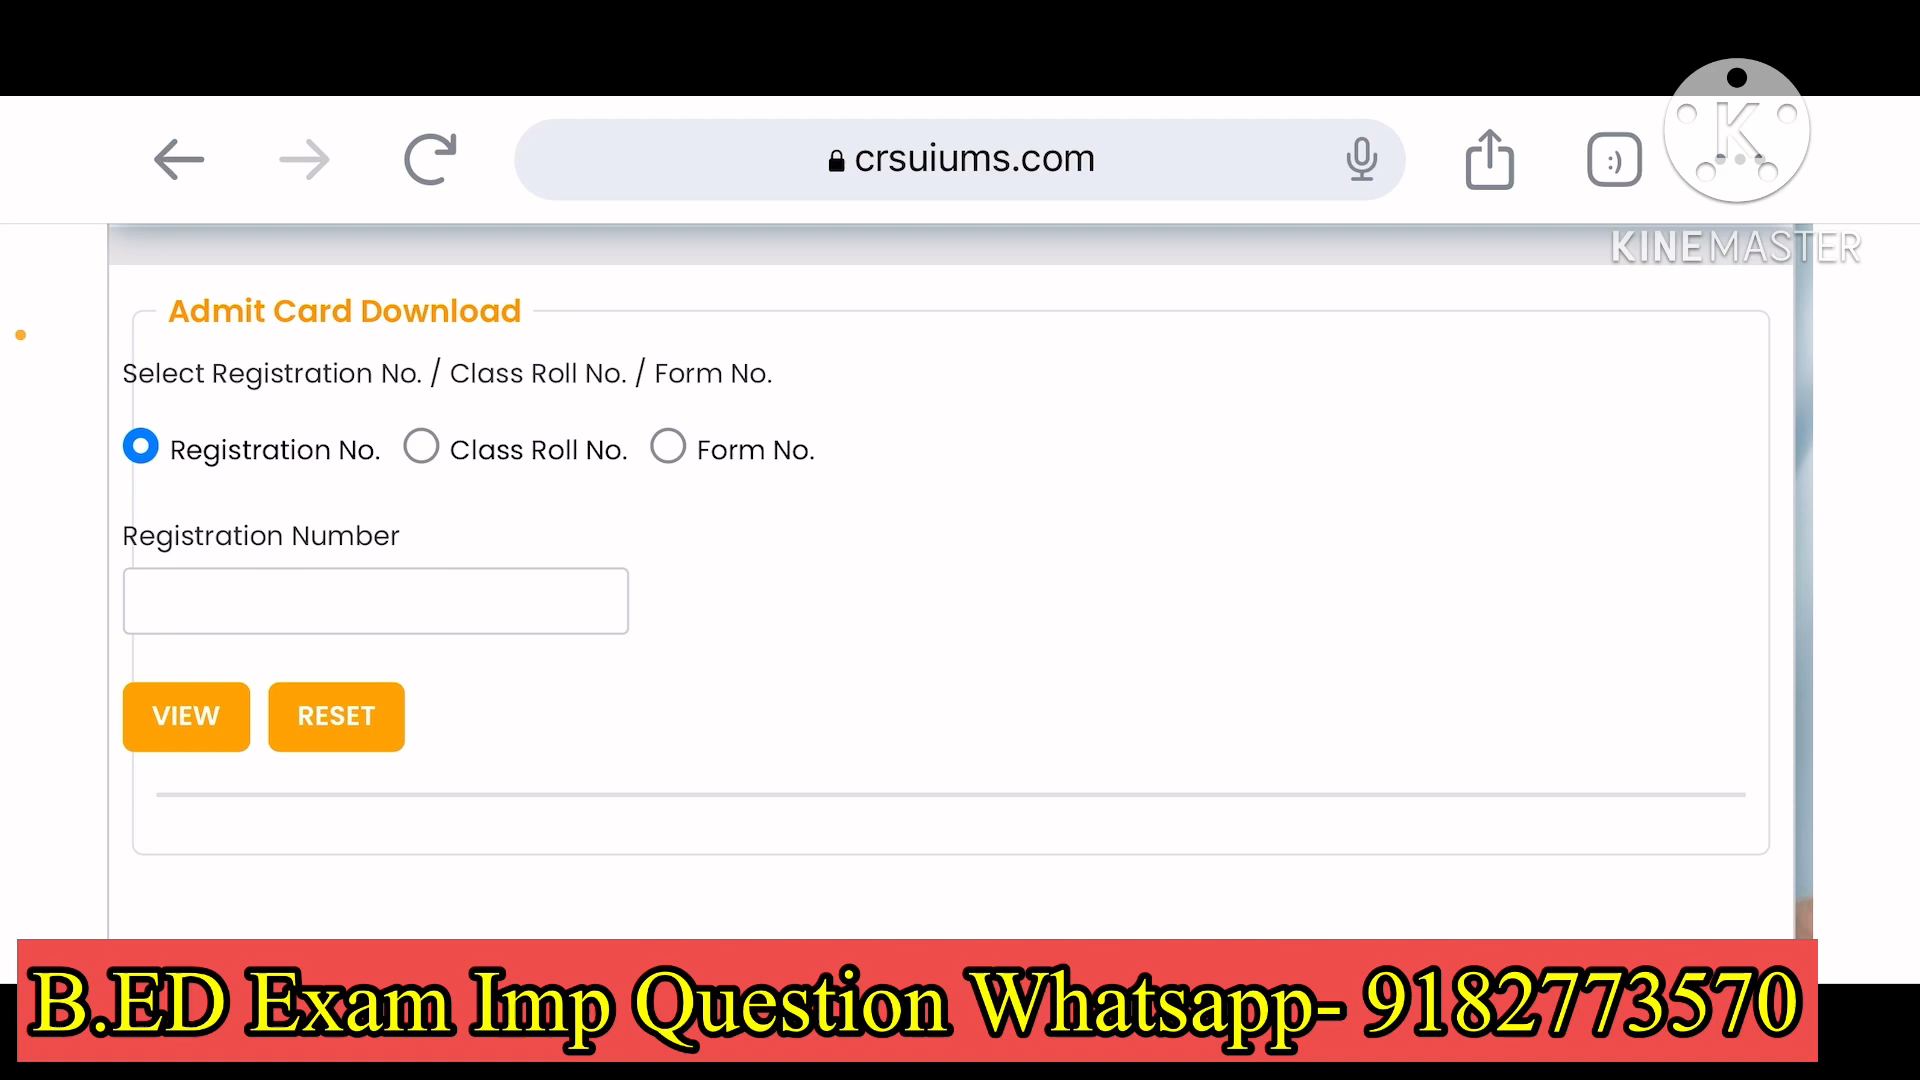 crsuiums.com
:)
K
KINEMASTER
Admit Card Download
Select Registration No. / Class Roll No. / Form No.
Registration No. Class Roll No. Form No.
Registration Number
VIEW RESET
B.ED Exam Imp Question Whatsapp- 9182773570